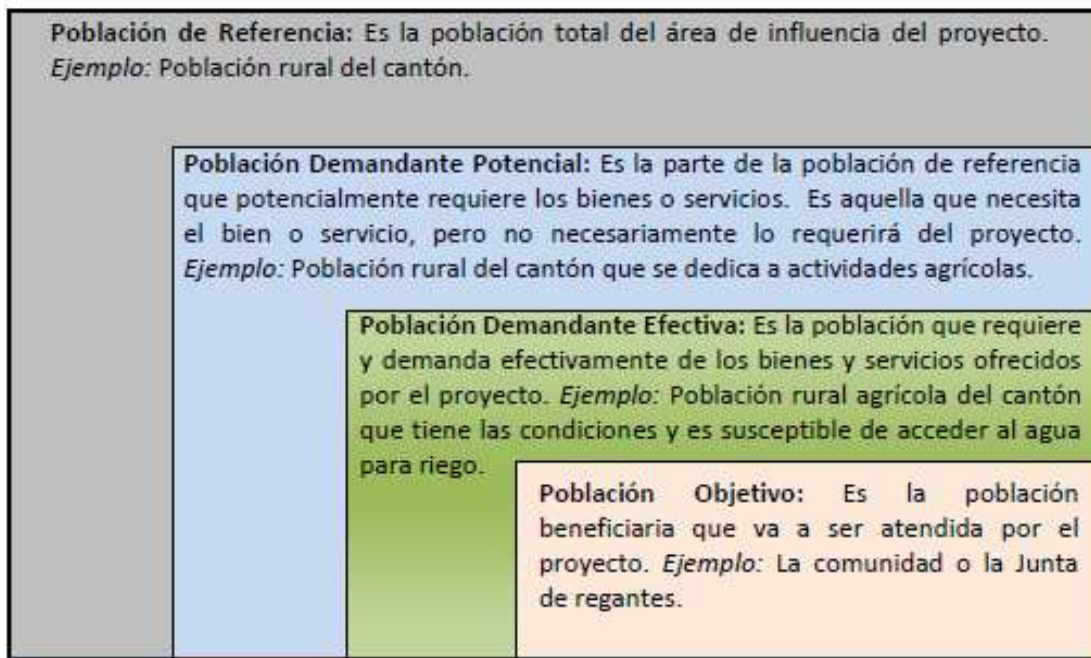 Población de Referencia: Es la población total del área de influencia del proyecto.
Ejemplo: Población rural del cantón.
Población Demandante Potencial: Es la parte de la población de referencia
que potencialmente requiere los bienes o servicios. Es aquella que necesita
el bien o servicio, pero no necesariamente lo requerirá del proyecto.
Ejemplo: Población rural del cantón que se dedica a actividades agrícolas.
Población Demandante Efectiva: Es la población que requiere
y demanda efectivamente de los bienes y servicios ofrecidos
por el proyecto. Ejemplo: Población rural agrícola del cantón
que tiene las condiciones y es susceptible de acceder al agua
para riego.
Población Objetivo: Es la población
beneficiaria que va a ser atendida por el
proyecto. Ejemplo: La comunidad o la Junta
de regantes.